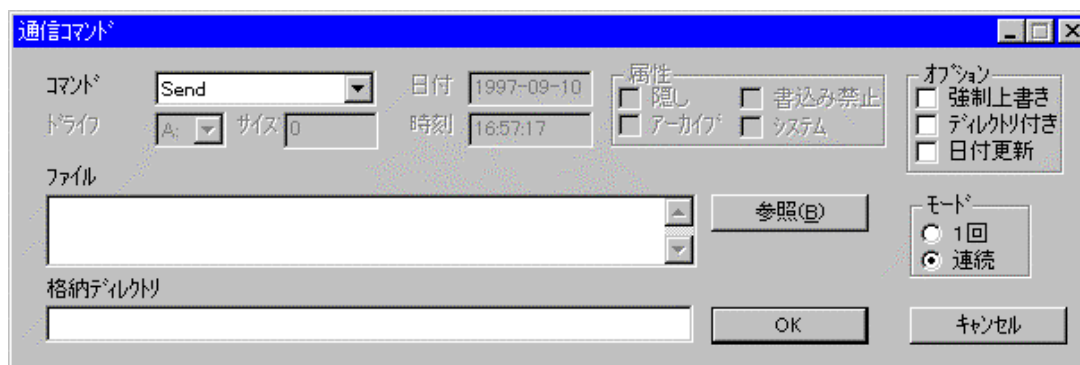 通信コマンド
コマンド
Send
日付
1997-09-10
属性
隠し
書込み禁止
アーカイブ
システム
オプション
強制上書き
ディレクトリ付き
日付更新
ドライブ
A:
サイズ
0
時刻
16:57:17
ファイル
参照(B)
モード
1回
連続
格納ディレクトリ
OK
キャンセル